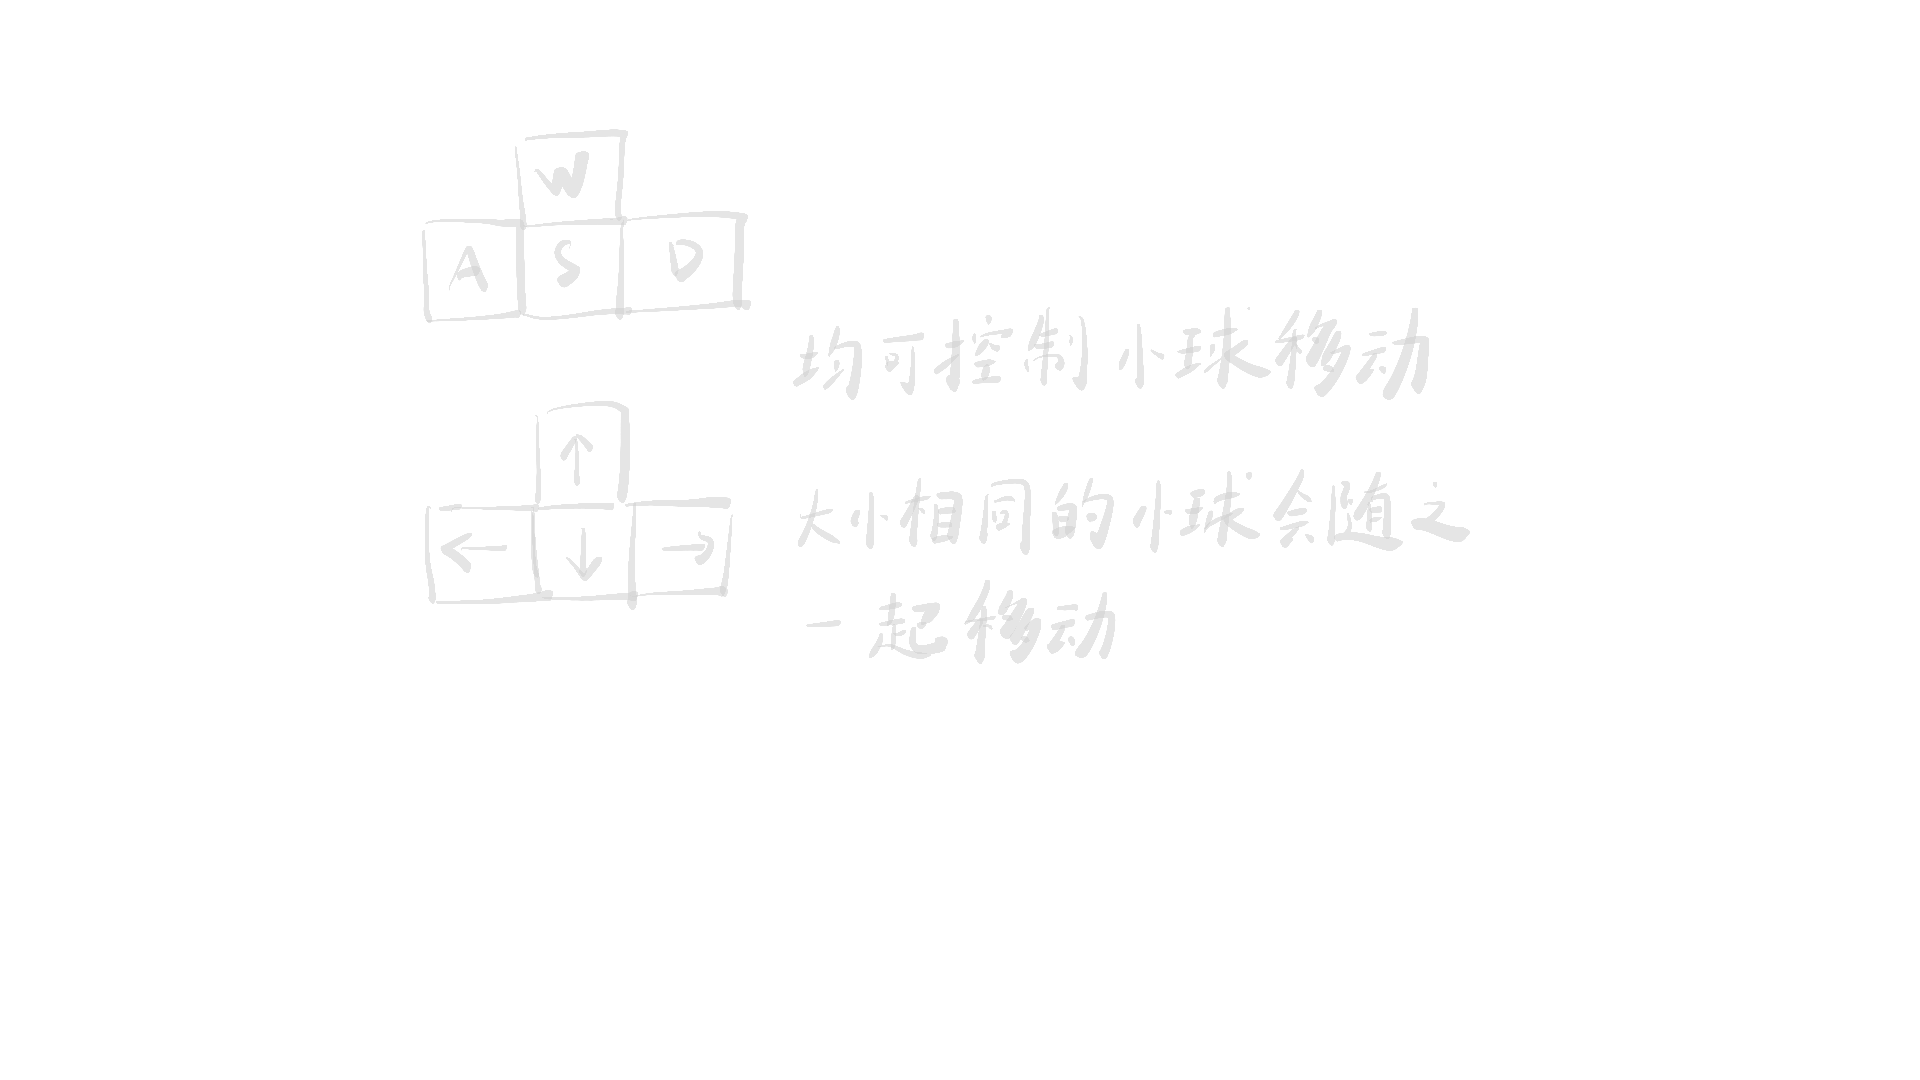 W
A S D
均可控制小球移动
↑
← ↓ →
大小相同的小球会随之
一起移动